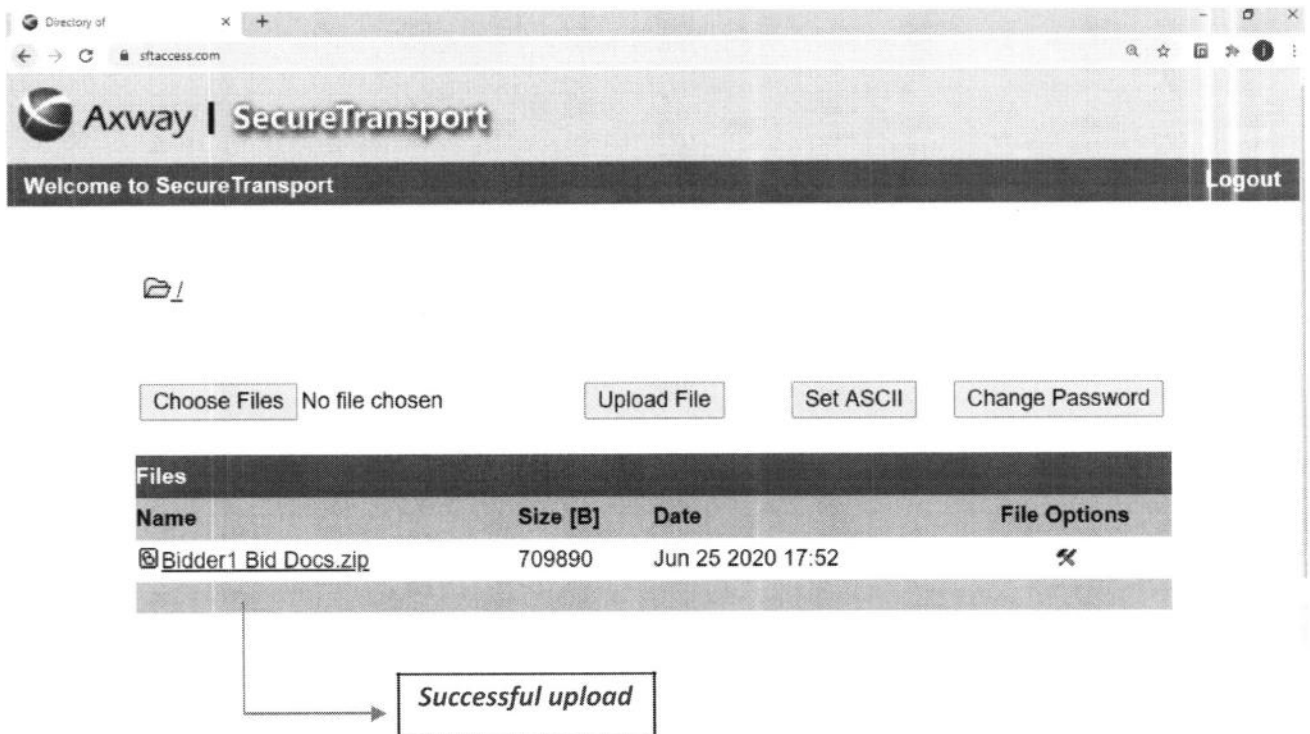 Directory of
sftaccess.com
Axway | SecureTransport
Welcome to SecureTransport Logout
/
Choose Files No file chosen Upload File Set ASCII Change Password
Files
Name Size [B] Date File Options
Bidder1 Bid Docs.zip 709890 Jun 25 2020 17:52
Successful upload